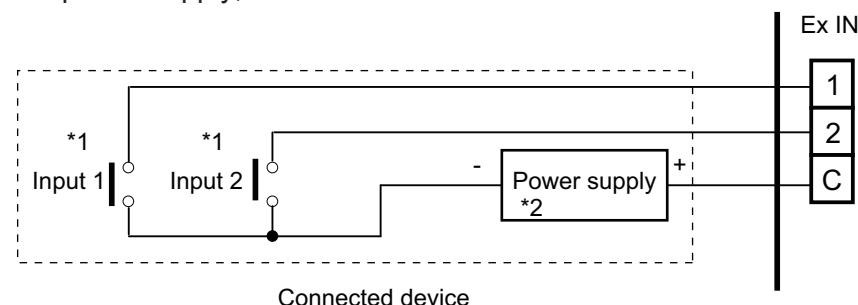 Ex IN
1
*1
*1
2
Input 1
Input 2
-
Power supply
+
C
*2
Connected device